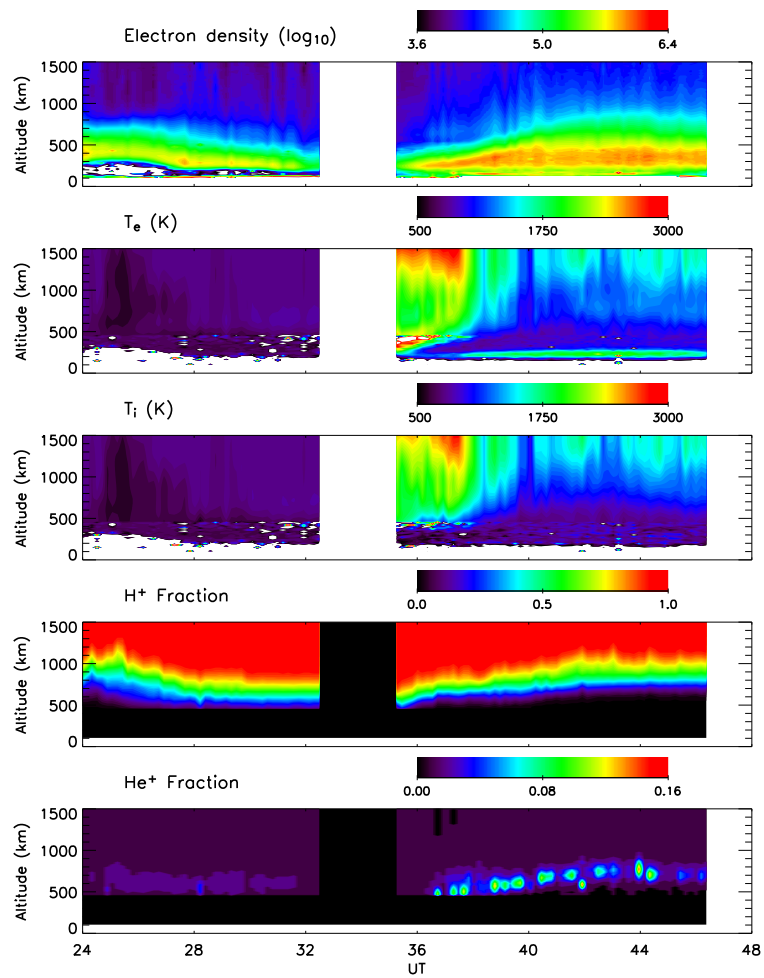 Electron density (log₁₀)
3.6 5.0 6.4
1500
1000
500
0
Altitude (km)
Tₑ (K)
500 1750 3000
1500
1000
500
0
Altitude (km)
Tᵢ (K)
500 1750 3000
1500
1000
500
0
Altitude (km)
H⁺ Fraction
0.0 0.5 1.0
1500
1000
500
0
Altitude (km)
He⁺ Fraction
0.00 0.08 0.16
1500
1000
500
0
Altitude (km)
24 28 32 36 40 44 48
UT